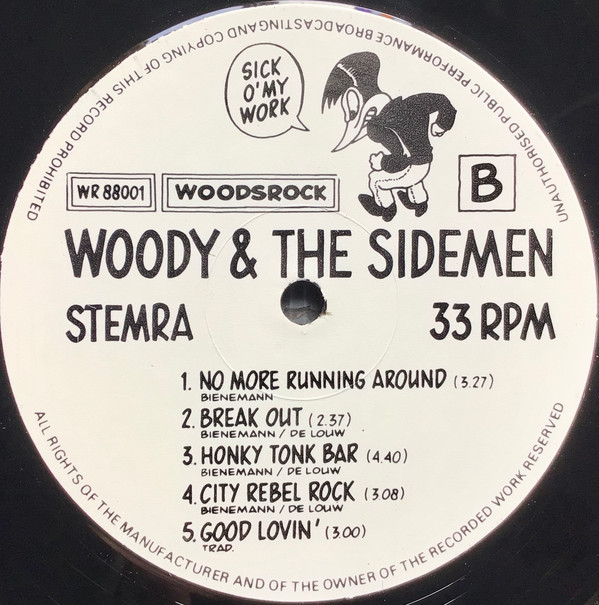 UNAUTHORISED PUBLIC PERFORMANCE BROADCASTINGAND COPYING OF THIS RECORD PROHIBITED
SICK
O'MY
WORK
WR 88001 WOODSROCK B
WOODY & THE SIDEMEN
STEMRA 33 RPM
1. NO MORE RUNNING AROUND (3.27)
BIENEMANN
2. BREAK OUT (2.37)
BIENEMANN / DE LOUW
3. HONKY TONK BAR (4.40)
BIENEMANN / DE LOUW
4. CITY REBEL ROCK (3.08)
BIENEMANN / DE LOUW
5. GOOD LOVIN' (3.00)
TRAD.
ALL RIGHTS OF THE MANUFACTURER AND OF THE OWNER OF THE RECORDED WORK RESERVED